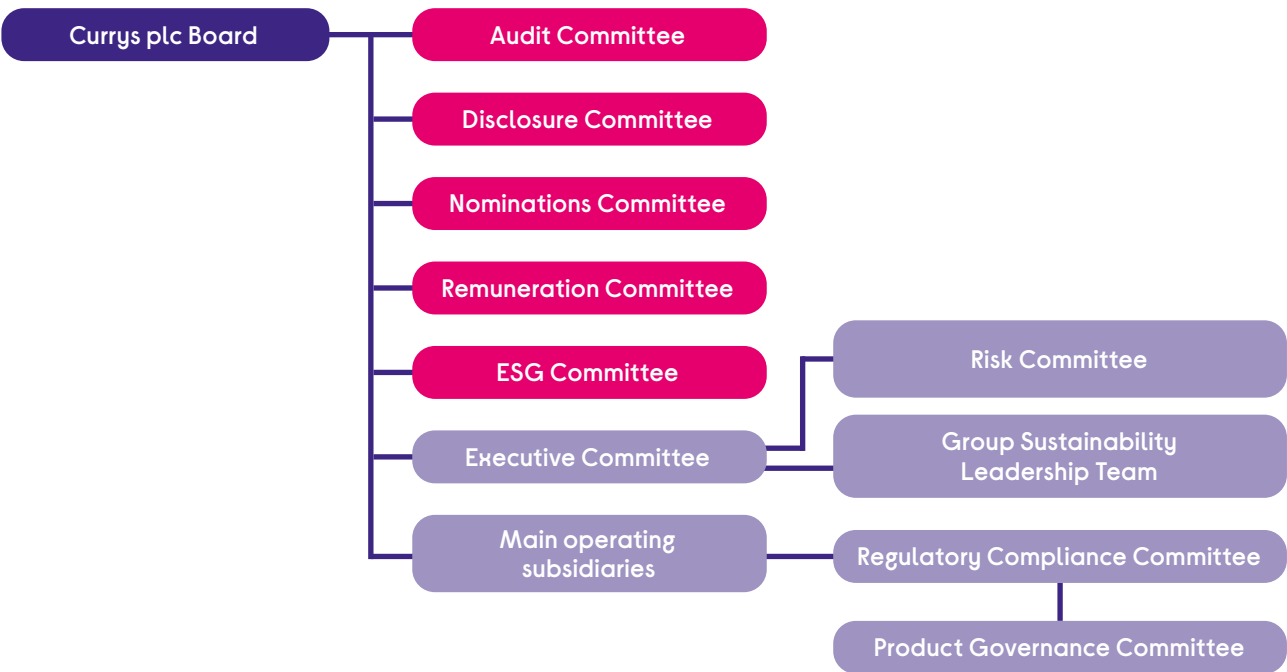 Currys plc Board
Audit Committee
Disclosure Committee
Nominations Committee
Remuneration Committee
ESG Committee
Executive Committee
Main operating
subsidiaries
Risk Committee
Group Sustainability
Leadership Team
Regulatory Compliance Committee
Product Governance Committee